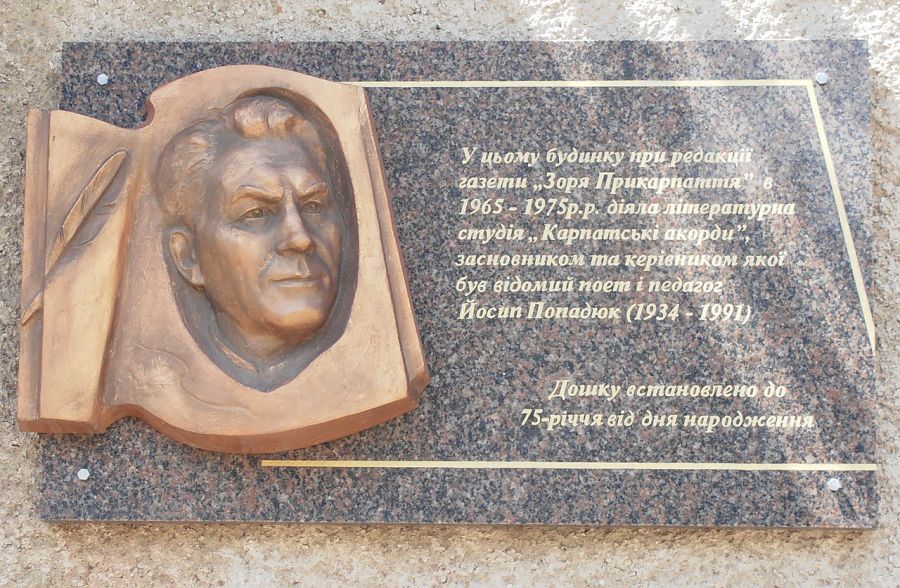 У цьому будинку при редакції
газети „Зоря Прикарпаття” в
1965 - 1975р.р. діяла літературна
студія „Карпатські акорди”,
засновником та керівником якої
був відомий поет і педагог
Йосип Попадюк (1934 - 1991)
Дошку встановлено до
75-річчя від дня народження